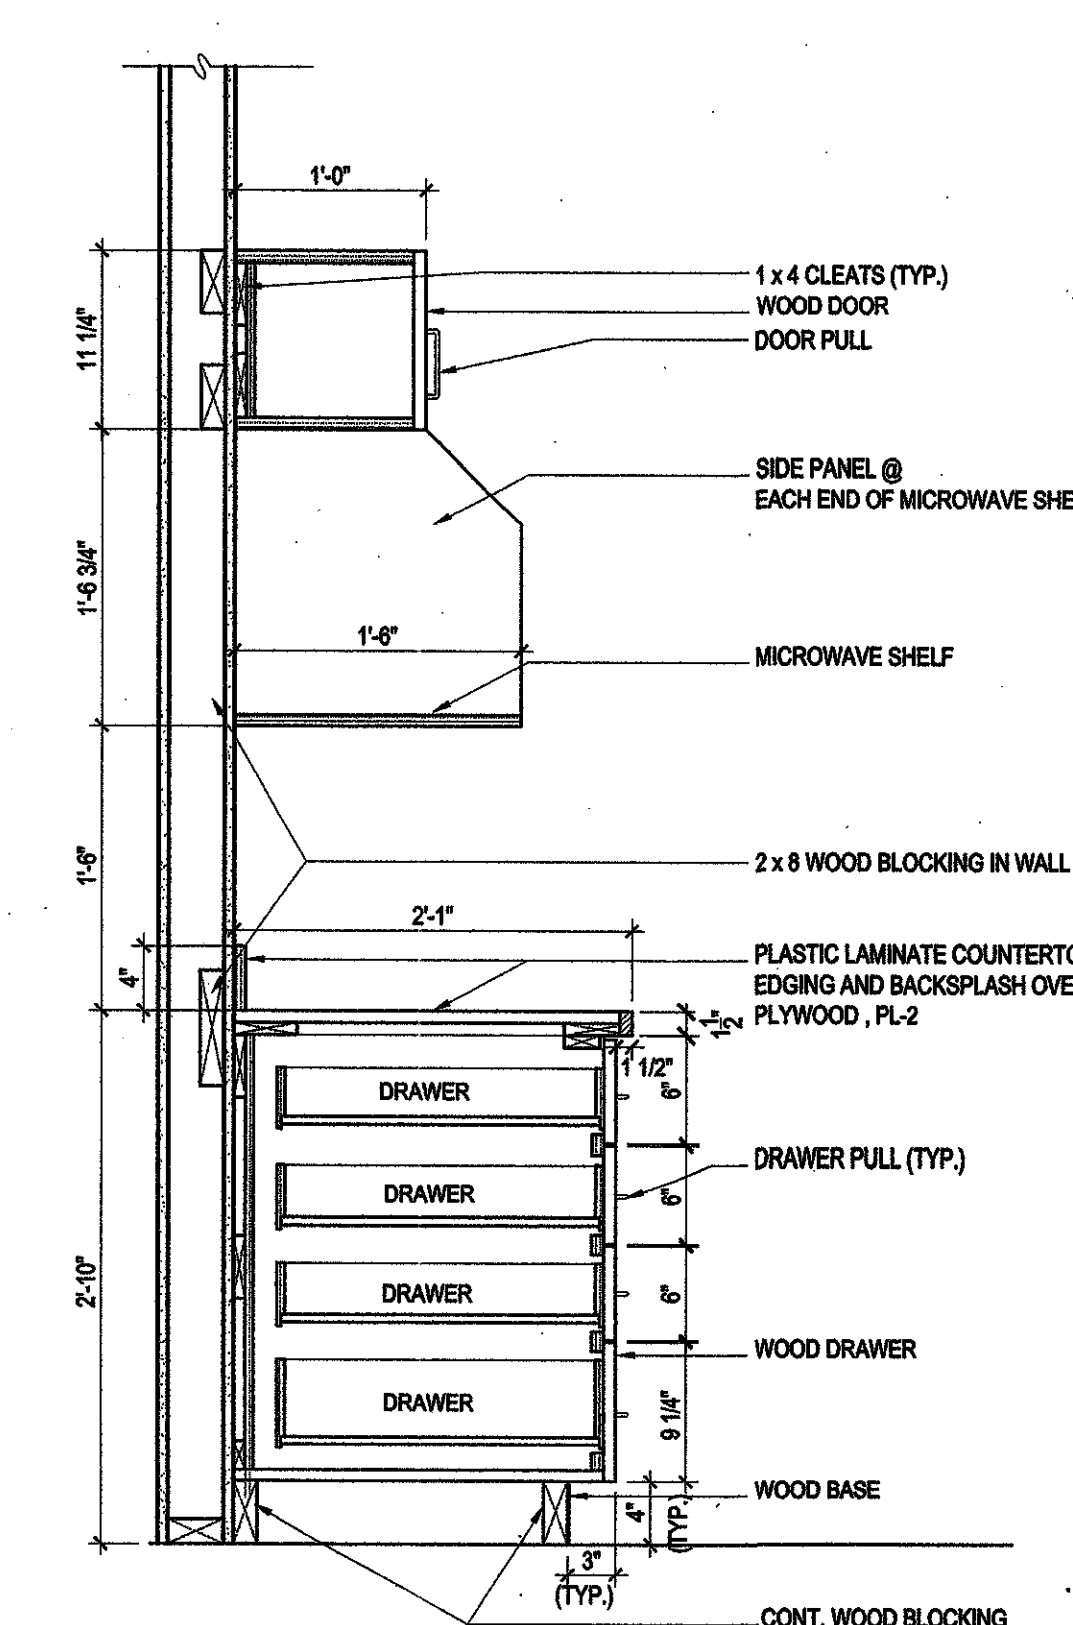 1'-0"
1 x 4 CLEATS (TYP.)
WOOD DOOR
DOOR PULL
11 1/4"
SIDE PANEL @
EACH END OF MICROWAVE SHE
1'-6 3/4"
1'-6"
MICROWAVE SHELF
1'-6"
2 x 8 WOOD BLOCKING IN WALL
2'-1"
4"
PLASTIC LAMINATE COUNTERTO
EDGING AND BACKSPLASH OVE
PLYWOOD , PL-2
1 1/2"
1 1/2"
DRAWER
6"
DRAWER PULL (TYP.)
DRAWER
6"
2'-10"
DRAWER
6"
WOOD DRAWER
DRAWER
9 1/4"
WOOD BASE
4"
(TYP.)
3"
(TYP.)
CONT. WOOD BLOCKING